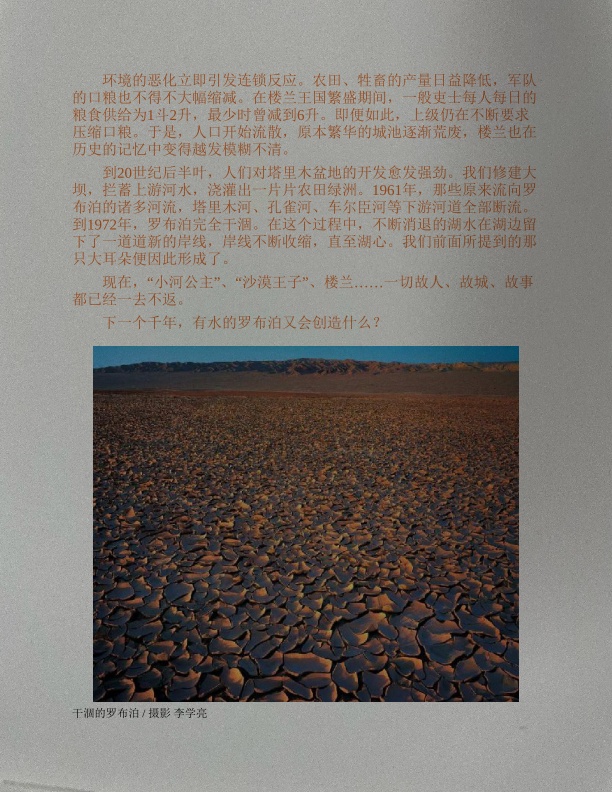 环境的恶化立即引发连锁反应。农田、牲畜的产量日益降低，军队
的口粮也不得不大幅缩减。在楼兰王国繁盛期间，一般吏士每人每日的
粮食供给为1斗2升，最少时曾减到6升。即便如此，上级仍在不断要求
压缩口粮。于是，人口开始流散，原本繁华的城池逐渐荒废，楼兰也在
历史的记忆中变得越发模糊不清。
到20世纪后半叶，人们对塔里木盆地的开发愈发强劲。我们修建大
坝，拦蓄上游河水，浇灌出一片片农田绿洲。1961年，那些原来流向罗
布泊的诸多河流，塔里木河、孔雀河、车尔臣河等下游河道全部断流。
到1972年，罗布泊完全干涸。在这个过程中，不断消退的湖水在湖边留
下了一道道新的岸线，岸线不断收缩，直至湖心。我们前面所提到的那
只大耳朵便因此形成了。
现在，“小河公主”、“沙漠王子”、楼兰……一切故人、故城、故事
都已经一去不返。
下一个千年，有水的罗布泊又会创造什么？
干涸的罗布泊 / 摄影 李学亮